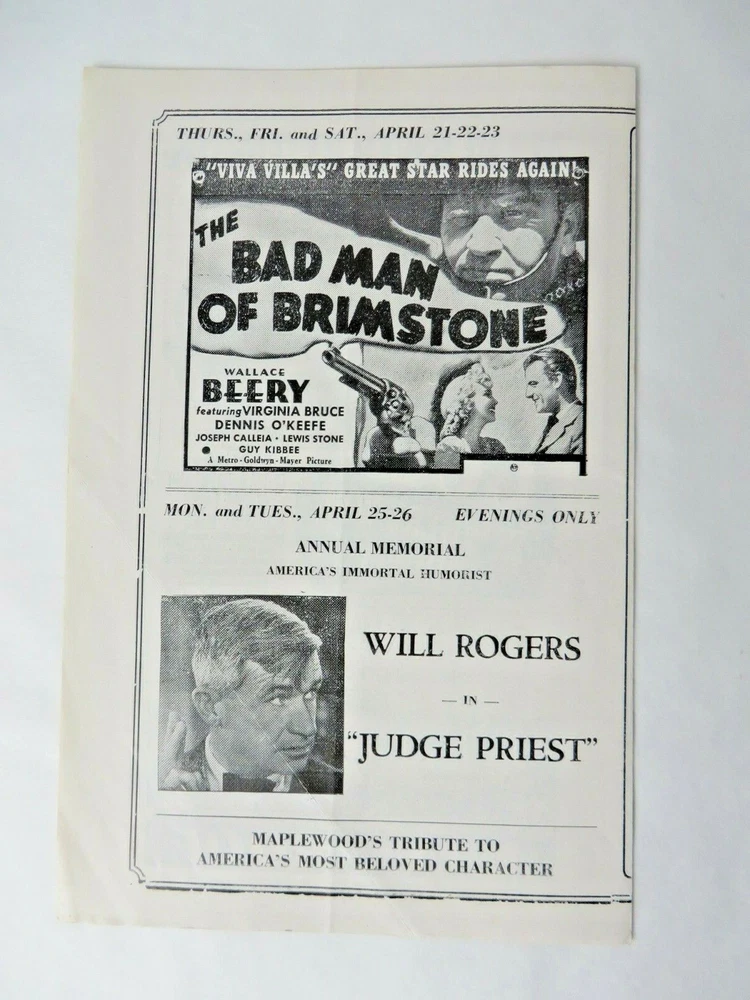 THURS., FRI. and SAT., APRIL 21-22-23
"VIVA VILLA'S" GREAT STAR RIDES AGAIN!
THE
BAD MAN
OF BRIMSTONE
WALLACE
BEERY
featuring VIRGINIA BRUCE
DENNIS O'KEEFE
JOSEPH CALLEIA • LEWIS STONE
GUY KIBBEE
A Metro-Goldwyn-Mayer Picture
MON. and TUES., APRIL 25-26 EVENINGS ONLY
ANNUAL MEMORIAL
AMERICA'S IMMORTAL HUMORIST
WILL ROGERS
— IN —
"JUDGE PRIEST"
MAPLEWOOD'S TRIBUTE TO
AMERICA'S MOST BELOVED CHARACTER